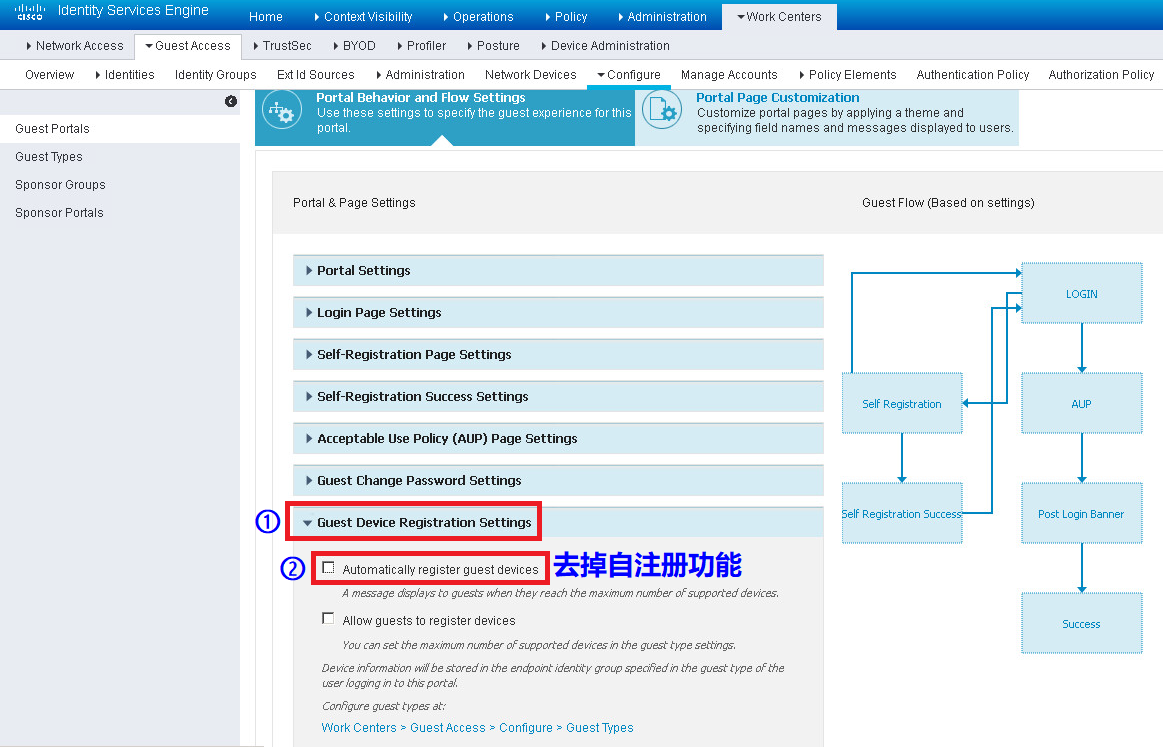 CISCO Identity Services Engine
Home Context Visibility Operations Policy Administration Work Centers
Network Access Guest Access TrustSec BYOD Profiler Posture Device Administration
Overview Identities Identity Groups Ext Id Sources Administration Network Devices Configure Manage Accounts Policy Elements Authentication Policy Authorization Policy
Guest Portals
Guest Types
Sponsor Groups
Sponsor Portals
Portal Behavior and Flow Settings
Use these settings to specify the guest experience for this
portal.
Portal Page Customization
Customize portal pages by applying a theme and
specifying field names and messages displayed to users.
Portal & Page Settings
Guest Flow (Based on settings)
Portal Settings
Login Page Settings
Self-Registration Page Settings
Self-Registration Success Settings
Acceptable Use Policy (AUP) Page Settings
Guest Change Password Settings
① Guest Device Registration Settings
② Automatically register guest devices 去掉自注册功能
A message displays to guests when they reach the maximum number of supported devices.
Allow guests to register devices
You can set the maximum number of supported devices in the guest type settings.
Device information will be stored in the endpoint identity group specified in the guest type of the
user logging in to this portal.
Configure guest types at:
Work Centers > Guest Access > Configure > Guest Types
LOGIN
Self Registration
AUP
Self Registration Success
Post Login Banner
Success